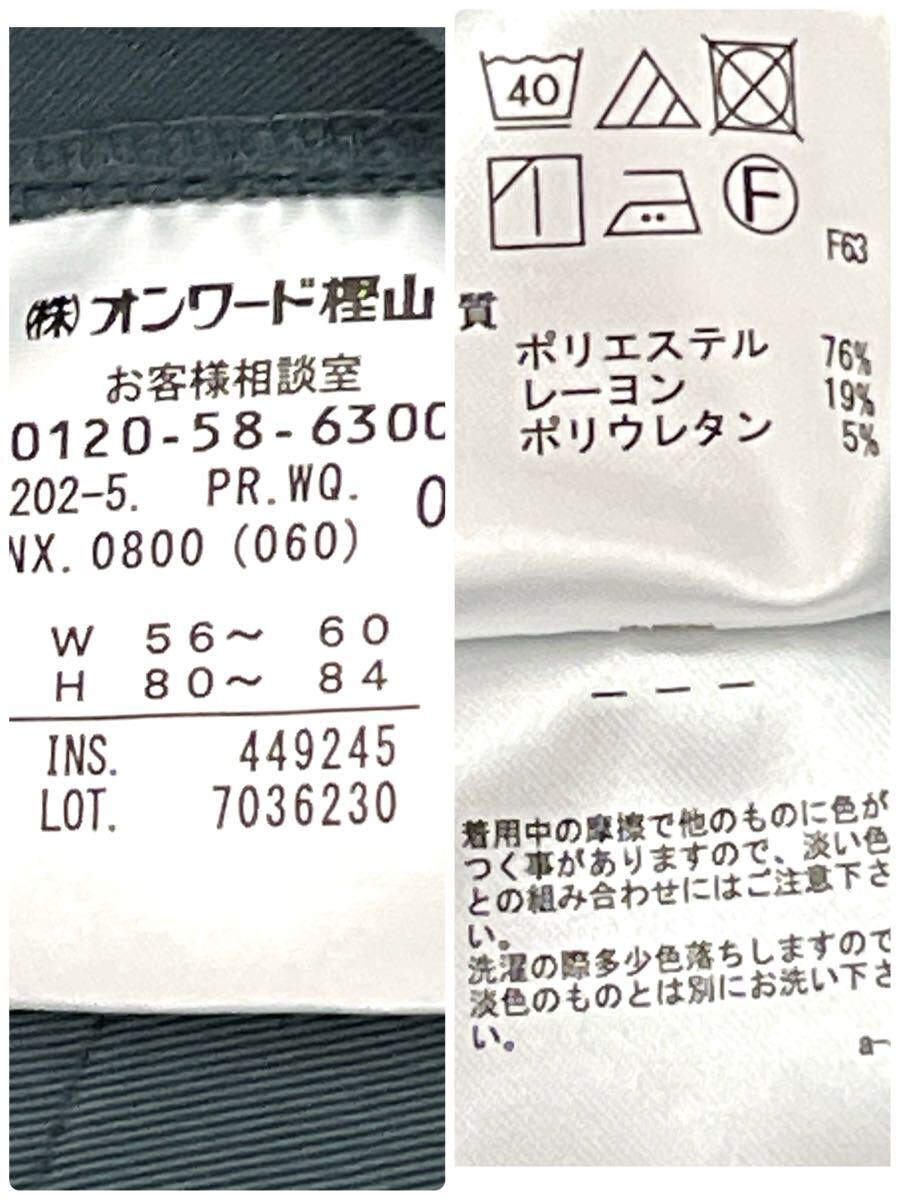 (株)オンワード樫山
お客様相談室
0120-58-6300
202-5. PR.WQ. 0
NX. 0800 (060)
W 56〜 60
H 80〜 84
INS. 449245
LOT. 7036230
40
F
F63
質
ポリエステル 76%
レーヨン 19%
ポリウレタン 5%
— — —
着用中の摩擦で他のものに色が
つく事がありますので、淡い色
との組み合わせにはご注意下さ
い。
洗濯の際多少色落ちしますので
淡色のものとは別にお洗い下さ
い。
a-